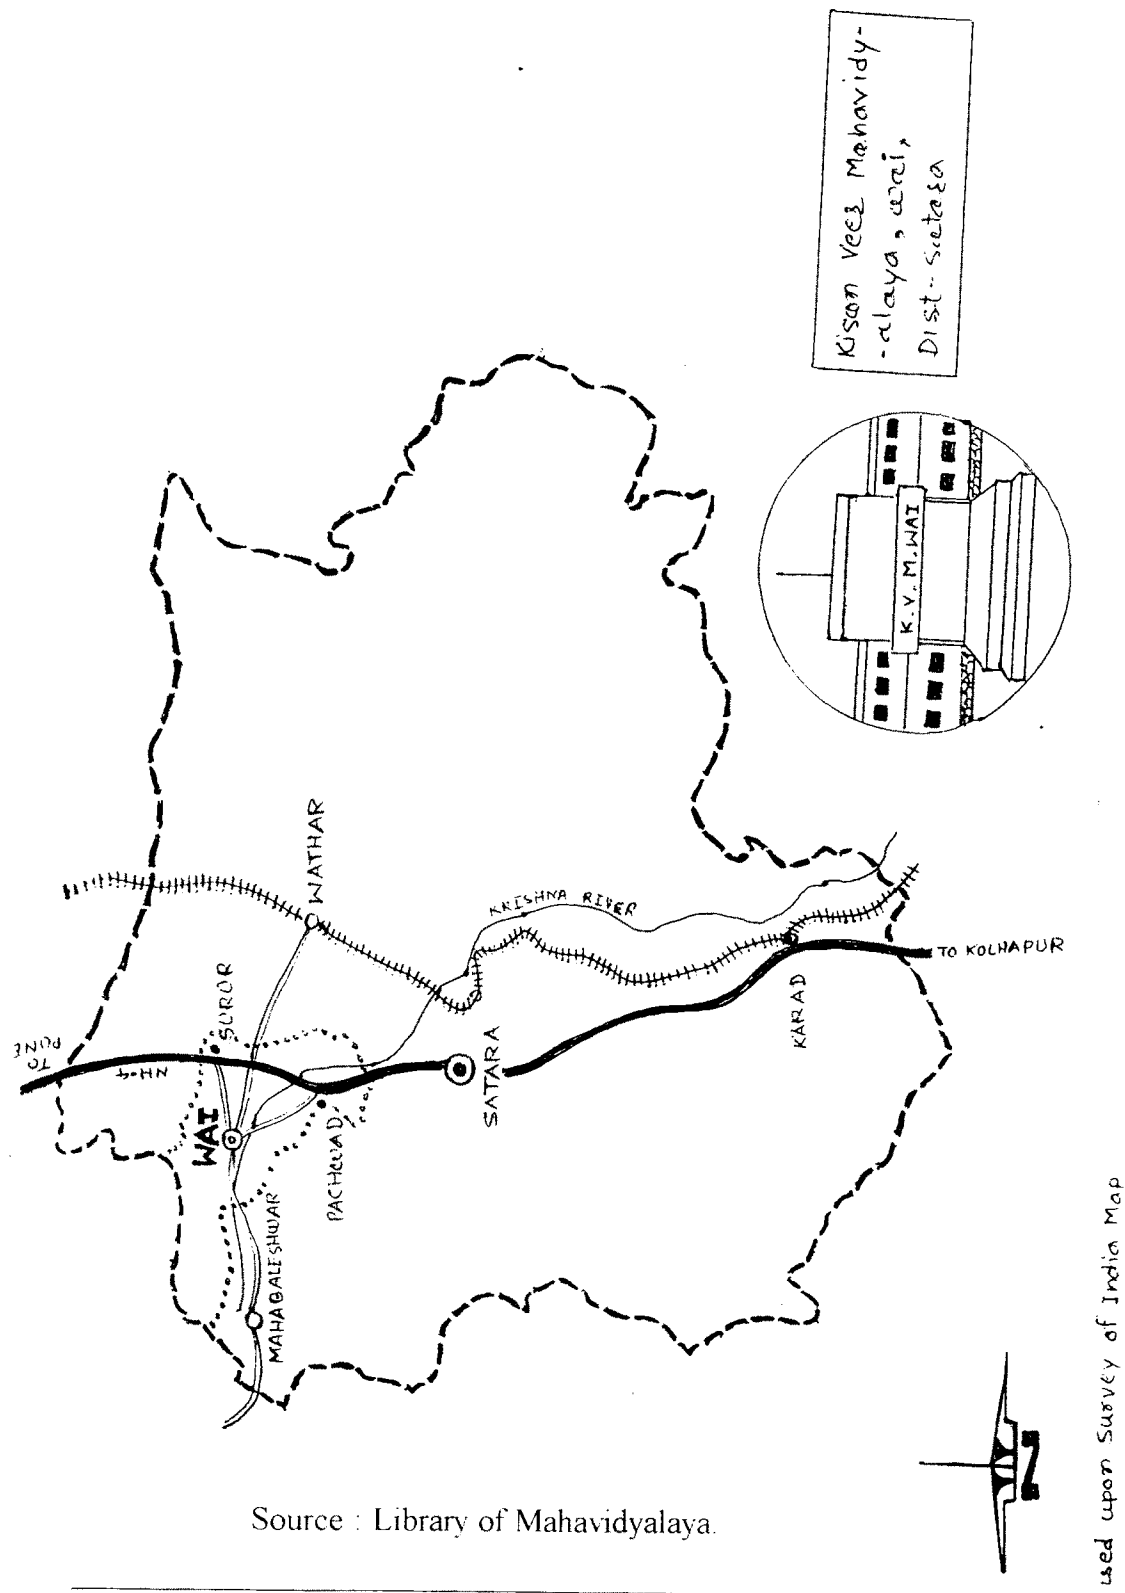 Kisan Veer Mahavidy-
-alaya, wai,
Dist-Satara
K.V.M.WAI
TO
PUNE
NH-4
SUROR
WATHAR
WAI
PACHWAD
MAHABALESHWAR
SATARA
KRISHNA RIVER
KARAD
TO KOLHAPUR
N
upon Survey of India Map
Source : Library of Mahavidyalaya.